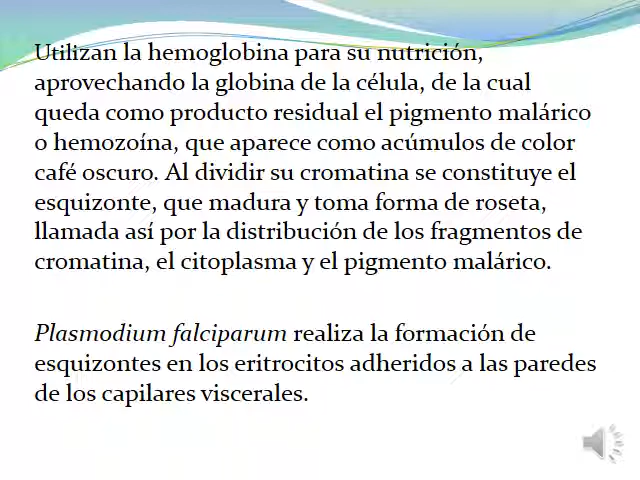 Utilizan la hemoglobina para su nutrición,
aprovechando la globina de la célula, de la cual
queda como producto residual el pigmento malárico
o hemozoína, que aparece como acúmulos de color
café oscuro. Al dividir su cromatina se constituye el
esquizonte, que madura y toma forma de roseta,
llamada así por la distribución de los fragmentos de
cromatina, el citoplasma y el pigmento malárico.
Plasmodium falciparum realiza la formación de
esquizontes en los eritrocitos adheridos a las paredes
de los capilares viscerales.